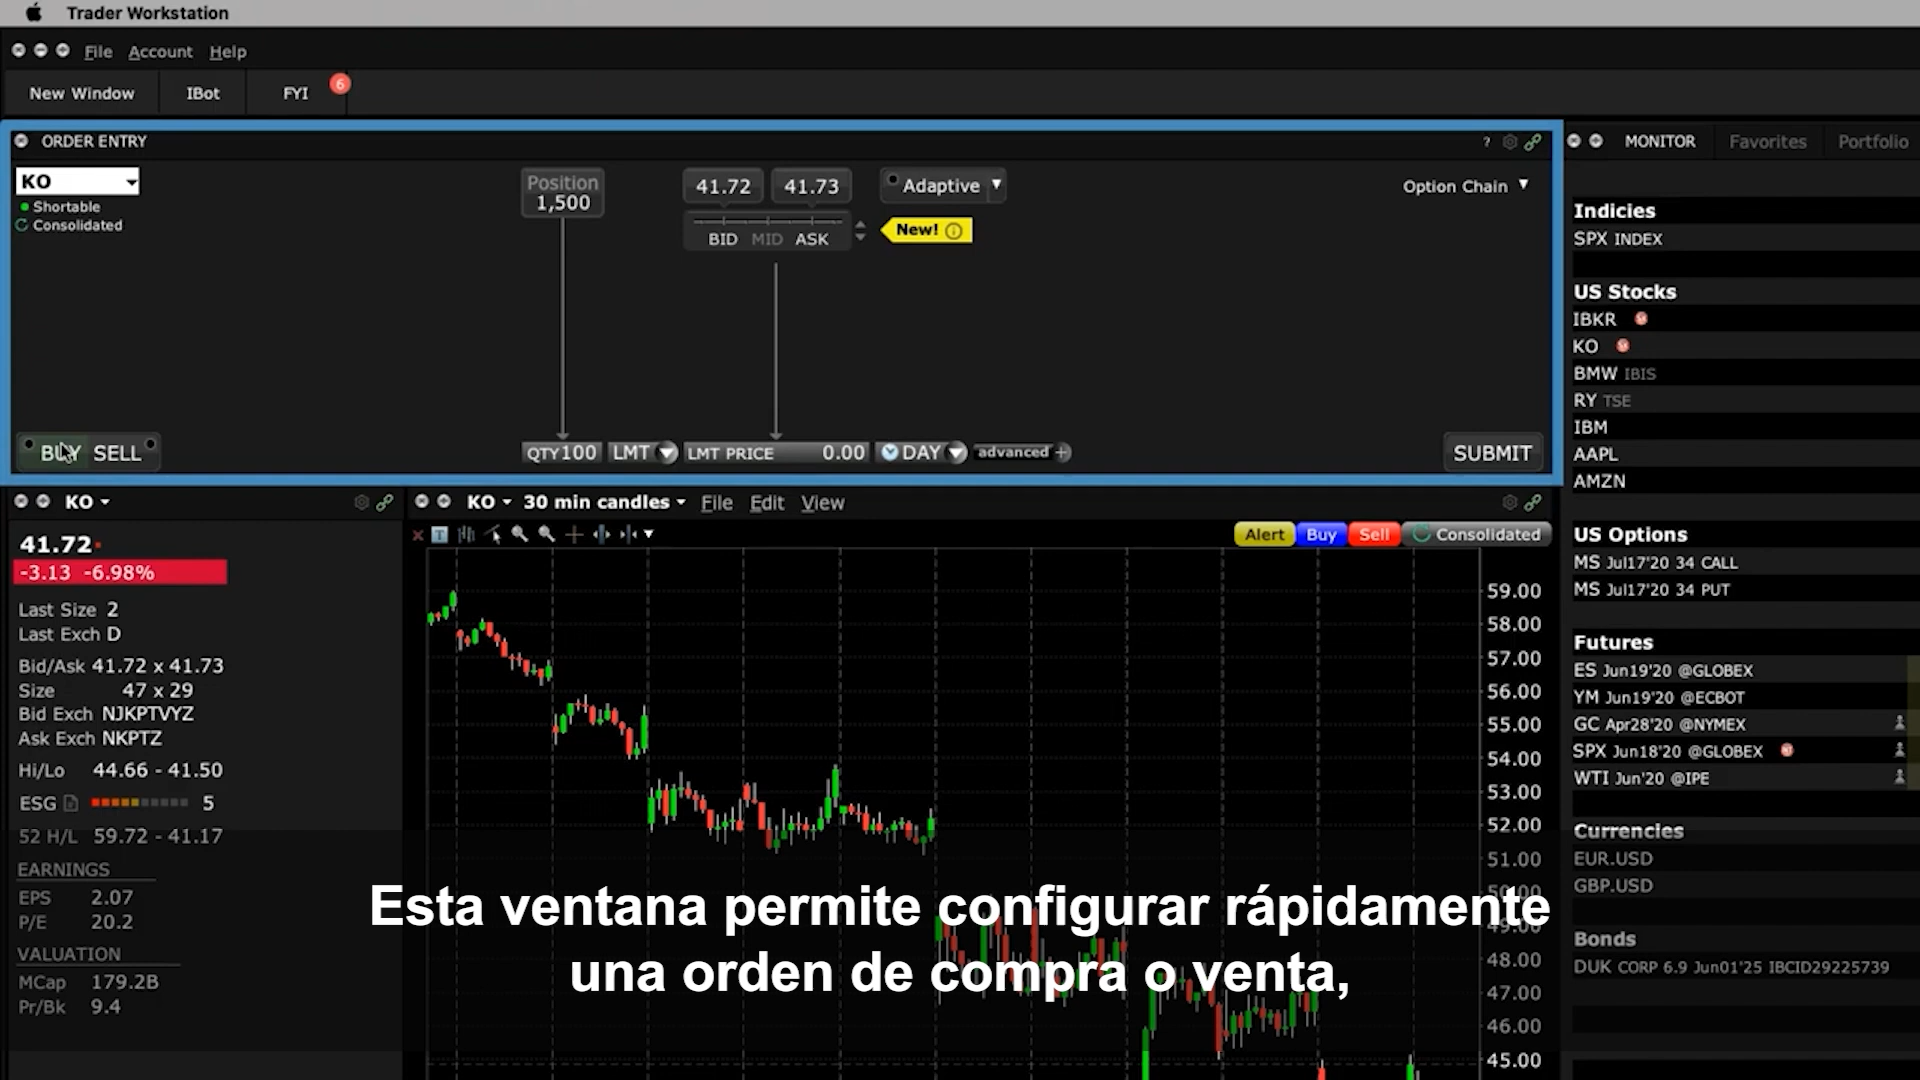 Trader Workstation
File Account Help
New Window IBot FYI 6
ORDER ENTRY ?
MONITOR Favorites Portfolio
KO
Shortable
Consolidated
Position
1,500
41.72 41.73
BID MID ASK
Adaptive
New!
Option Chain
BUY SELL
QTY 100 LMT LMT PRICE 0.00 DAY advanced +
SUBMIT
KO
41.72
-3.13 -6.98%
Last Size 2
Last Exch D
Bid/Ask 41.72 x 41.73
Size 47 x 29
Bid Exch NJKPTVYZ
Ask Exch NKPTZ
Hi/Lo 44.66 - 41.50
ESG 5
52 H/L 59.72 - 41.17
EARNINGS
EPS 2.07
P/E 20.2
VALUATION
MCap 179.2B
Pr/Bk 9.4
KO 30 min candles File Edit View
Alert Buy Sell Consolidated
59.00
58.00
57.00
56.00
55.00
54.00
53.00
52.00
51.00
50.00
49.00
48.00
47.00
46.00
45.00
Indicies
SPX INDEX
US Stocks
IBKR
KO
BMW IBIS
RY TSE
IBM
AAPL
AMZN
US Options
MS Jul17'20 34 CALL
MS Jul17'20 34 PUT
Futures
ES Jun19'20 @GLOBEX
YM Jun19'20 @ECBOT
GC Apr28'20 @NYMEX
SPX Jun18'20 @GLOBEX
WTI Jun'20 @IPE
Currencies
EUR.USD
GBP.USD
Bonds
DUK CORP 6.9 Jun01'25 IBCID29225739
Esta ventana permite configurar rápidamente
una orden de compra o venta,